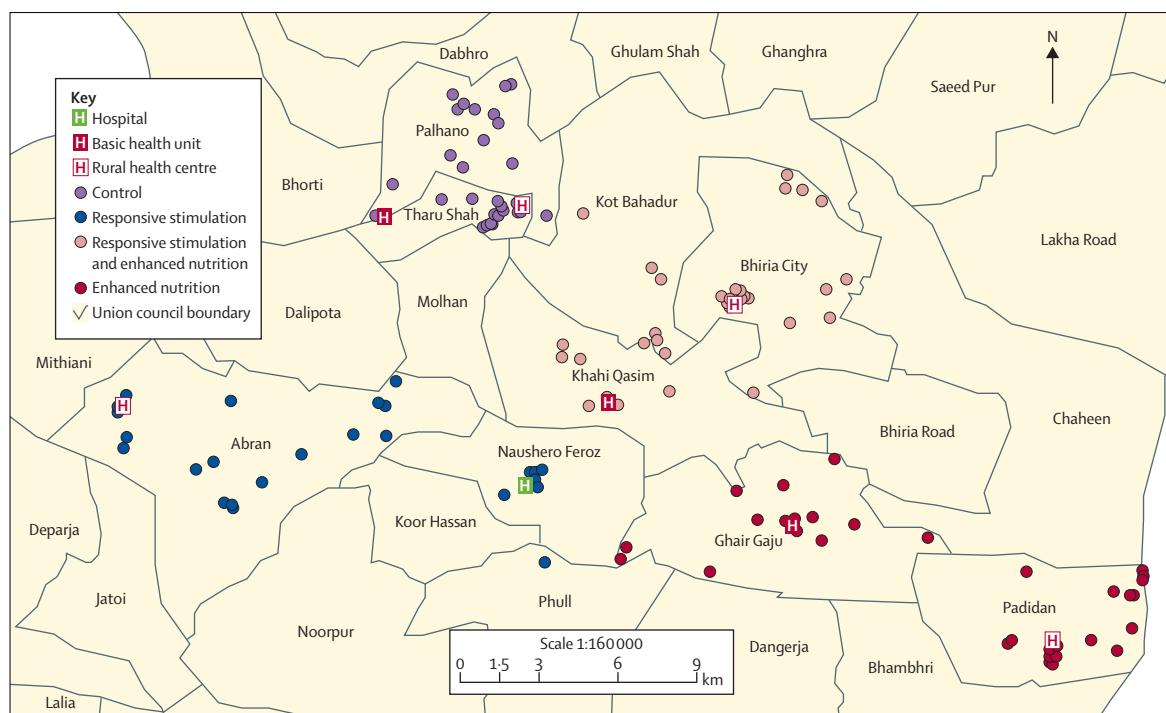 Dabhro
Ghulam Shah
Ghanghra
N
Saeed Pur
Key
H Hospital
H Basic health unit
H Rural health centre
Control
Responsive stimulation
Responsive stimulation
and enhanced nutrition
Enhanced nutrition
Union council boundary
Palhano
Bhorti
H
Tharu Shah
H
Kot Bahadur
Lakha Road
Bhiria City
H
Molhan
Dalipota
Mithiani
Khahi Qasim
H
H
Abran
Chaheen
Bhiria Road
Naushero Feroz
H
Koor Hassan
Deparja
Ghair Gaju
H
Jatoi
Phull
Padidan
H
Noorpur
Dangerja
Bhambhri
Scale 1:160 000
0 1·5 3 6 9
km
Lalia